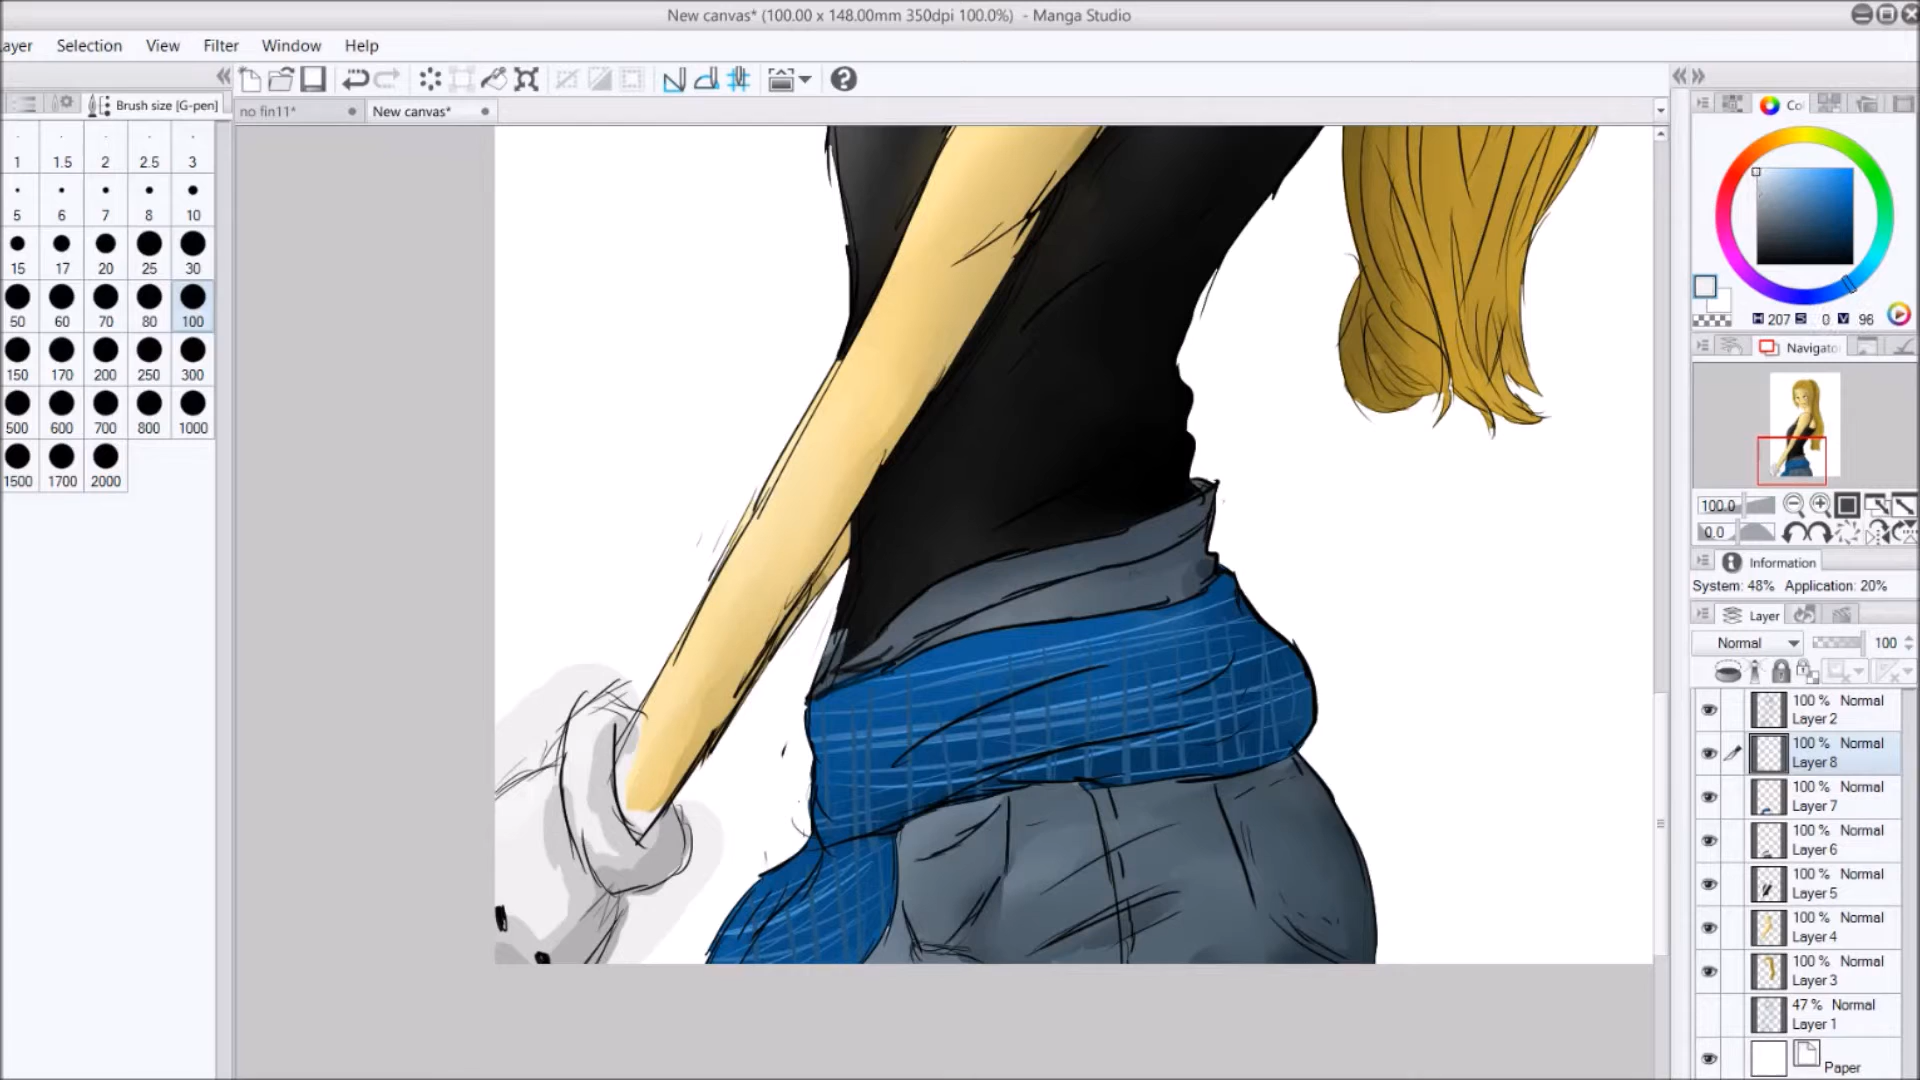 New canvas* (100.00 x 148.00mm 350dpi 100.0%) - Manga Studio
ayer Selection View Filter Window Help
Brush size [G-pen]
no fin11* New canvas*
Co
1 1.5 2 2.5 3
5 6 7 8 10
15 17 20 25 30
50 60 70 80 100
150 170 200 250 300
500 600 700 800 1000
1500 1700 2000
H 207 S 0 V 96
Navigato
100.0
0.0
Information
System: 48% Application: 20%
Layer
Normal 100
100 % Normal
Layer 2
100 % Normal
Layer 8
100 % Normal
Layer 7
100 % Normal
Layer 6
100 % Normal
Layer 5
100 % Normal
Layer 4
100 % Normal
Layer 3
47 % Normal
Layer 1
Paper